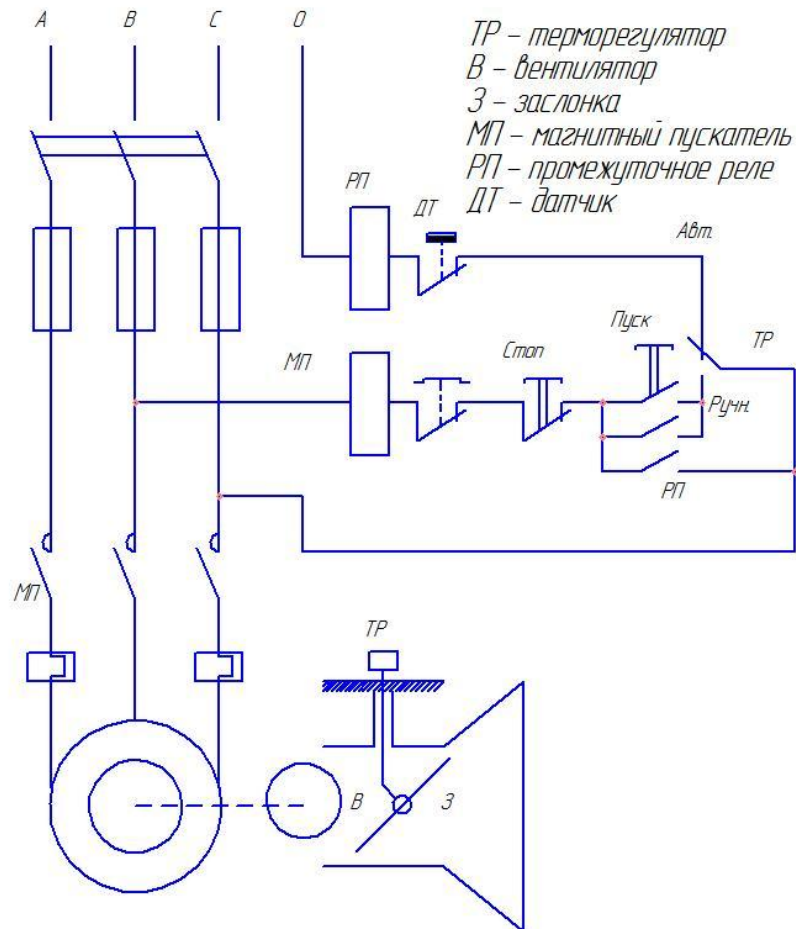 А В С О
ТР – терморегулятор
В – вентилятор
З – заслонка
МП – магнитный пускатель
РП – промежуточное реле
ДТ – датчик
РП ДТ Авт.
Пуск
МП Стоп ТР
Ручн.
РП
МП
ТР
В З